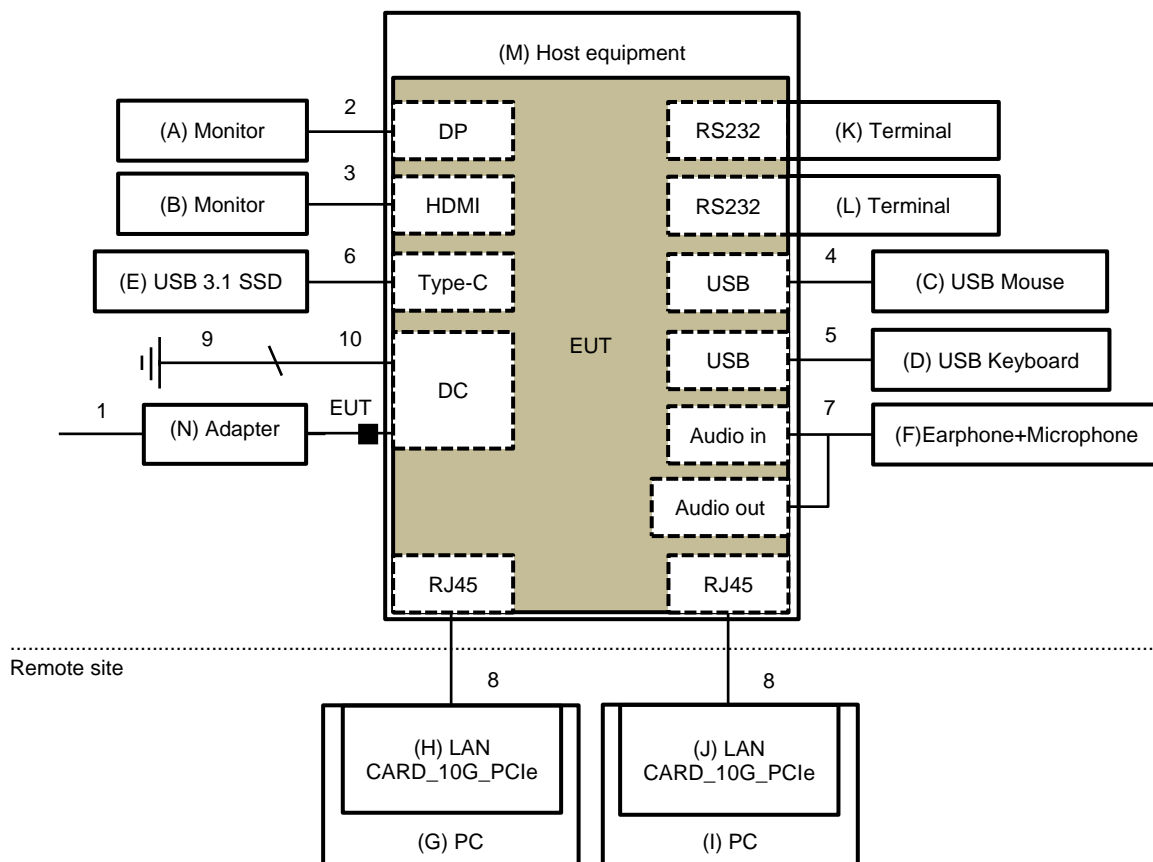 (M) Host equipment
2
(A) Monitor
DP
RS232
(K) Terminal
3
(B) Monitor
HDMI
RS232
(L) Terminal
6
(E) USB 3.1 SSD
Type-C
USB
4
(C) USB Mouse
9
10
EUT
DC
USB
5
(D) USB Keyboard
1
(N) Adapter
EUT
Audio in
7
(F)Earphone+Microphone
Audio out
RJ45
RJ45
Remote site
8
8
(H) LAN
CARD_10G_PCIe
(J) LAN
CARD_10G_PCIe
(G) PC
(I) PC